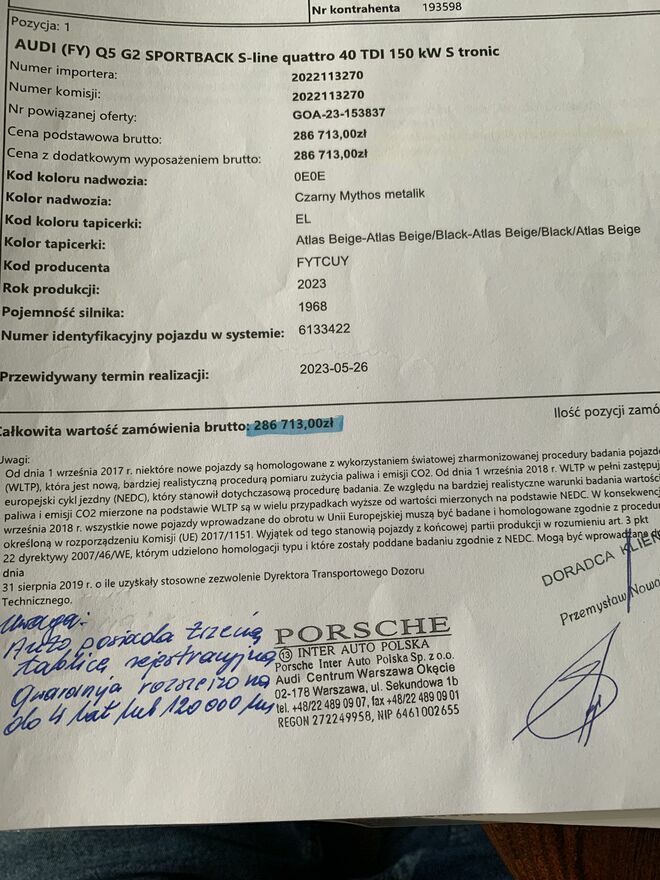 Nr kontrahenta 193598
Pozycja: 1
AUDI (FY) Q5 G2 SPORTBACK S-line quattro 40 TDI 150 kW S tronic
Numer importera: 2022113270
Numer komisji: 2022113270
Nr powiązanej oferty: GOA-23-153837
Cena podstawowa brutto: 286 713,00zł
Cena z dodatkowym wyposażeniem brutto: 286 713,00zł
Kod koloru nadwozia: 0E0E
Kolor nadwozia: Czarny Mythos metalik
Kod koloru tapicerki: EL
Kolor tapicerki: Atlas Beige-Atlas Beige/Black-Atlas Beige/Black/Atlas Beige
Kod producenta FYTCUY
Rok produkcji: 2023
Pojemność silnika: 1968
Numer identyfikacyjny pojazdu w systemie: 6133422
Przewidywany termin realizacji: 2023-05-26
Ilość pozycji zamó
Całkowita wartość zamówienia brutto: 286 713,00zł
Uwagi:
Od dnia 1 września 2017 r. niektóre nowe pojazdy są homologowane z wykorzystaniem światowej zharmonizowanej procedury badania pojazdó
(WLTP), która jest nową, bardziej realistyczną procedurą pomiaru zużycia paliwa i emisji CO2. Od dnia 1 września 2018 r. WLTP w pełni zastępuj
europejski cykl jezdny (NEDC), który stanowił dotychczasową procedurę badania. Ze względu na bardziej realistyczne warunki badania wartości
paliwa i emisji CO2 mierzone na podstawie WLTP są w wielu przypadkach wyższe od wartości mierzonych na podstawie NEDC. W konsekwencj
września 2018 r. wszystkie nowe pojazdy wprowadzane do obrotu w Unii Europejskiej muszą być badane i homologowane zgodnie z procedur
określoną w rozporządzeniu Komisji (UE) 2017/1151. Wyjątek od tego stanowią pojazdy z końcowej partii produkcji w rozumieniu art. 3 pkt
22 dyrektywy 2007/46/WE, którym udzielono homologacji typu i które zostały poddane badaniu zgodnie z NEDC. Mogą być wprowadzane do
dnia
31 sierpnia 2019 r. o ile uzyskały stosowne zezwolenie Dyrektora Transportowego Dozoru
Technicznego.
Uwaga:
Auto posiada trzecią
tablicę rejestracyjną
gwarancja rozszerzona
do 4 lat lub 120 000 km
PORSCHE
13 INTER AUTO POLSKA
Porsche Inter Auto Polska Sp. z o.o.
Audi Centrum Warszawa Okęcie
02-178 Warszawa, ul. Sekundowa 1b
tel. +48/22 489 09 07, fax +48/22 489 09 01
REGON 272249958, NIP 6461002655
DORADCA KLIEN
Przemysław Nowa